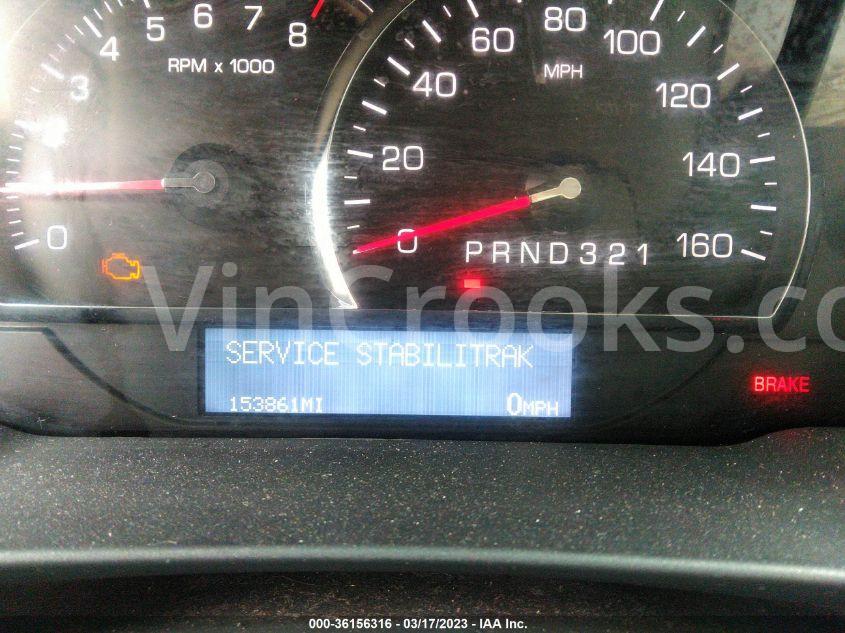 5 6 7 8
4
3
RPM x 1000
0
0 20 40 60 80 100 120 140 160
MPH
PRND321
VinCrooks.co
SERVICE STABILITRAK
153861MI 0MPH
BRAKE
000-36156316 - 03/17/2023 - IAA Inc.